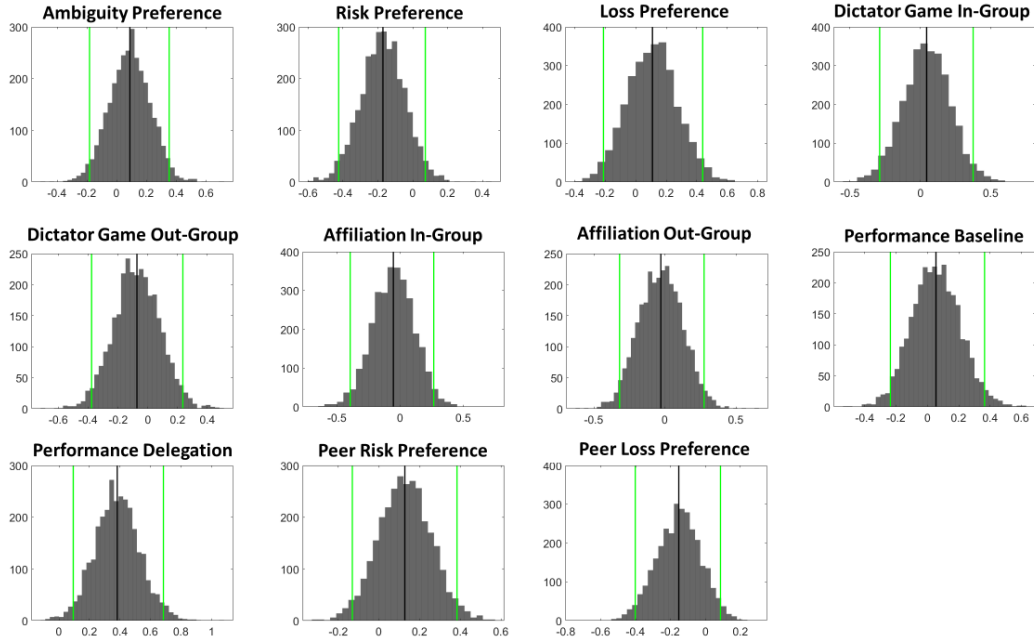 Ambiguity Preference
300
200
100
0
-0.4 -0.2 0 0.2 0.4 0.6
Risk Preference
300
200
100
0
-0.6 -0.4 -0.2 0 0.2 0.4
Loss Preference
400
300
200
100
0
-0.4 -0.2 0 0.2 0.4 0.6 0.8
Dictator Game In-Group
400
300
200
100
0
-0.5 0 0.5
Dictator Game Out-Group
250
200
150
100
50
0
-0.8 -0.6 -0.4 -0.2 0 0.2 0.4
Affiliation In-Group
400
300
200
100
0
-0.5 0 0.5
Affiliation Out-Group
250
200
150
100
50
0
-0.5 0 0.5
Performance Baseline
250
200
150
100
50
0
-0.4 -0.2 0 0.2 0.4 0.6
Performance Delegation
300
200
100
0
0 0.2 0.4 0.6 0.8 1
Peer Risk Preference
300
200
100
0
-0.2 0 0.2 0.4 0.6
Peer Loss Preference
400
300
200
100
0
-0.8 -0.6 -0.4 -0.2 0 0.2